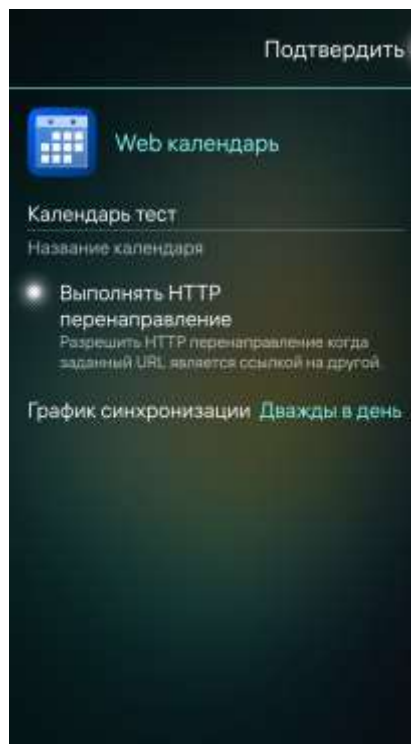 Подтвердить
Web календарь
Календарь тест
Название календаря
Выполнять HTTP
перенаправление
Разрешить HTTP перенаправление когда
заданный URL является ссылкой на другой
График синхронизации Дважды в день